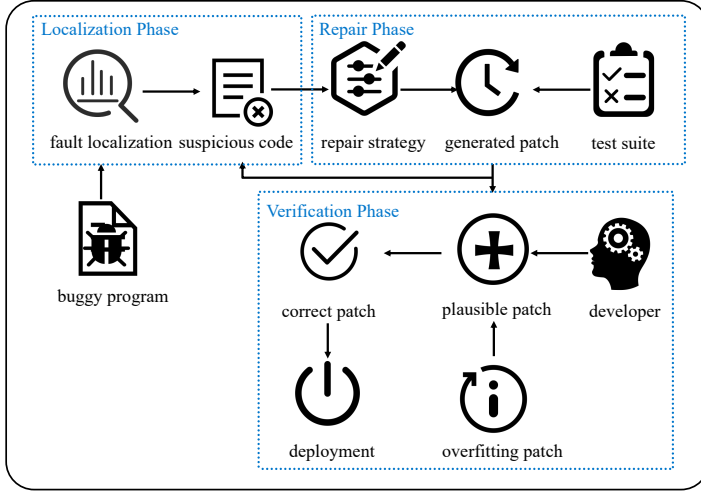 Localization Phase
Repair Phase
fault localization
suspicious code
repair strategy
generated patch
test suite
Verification Phase
buggy program
correct patch
plausible patch
developer
deployment
overfitting patch